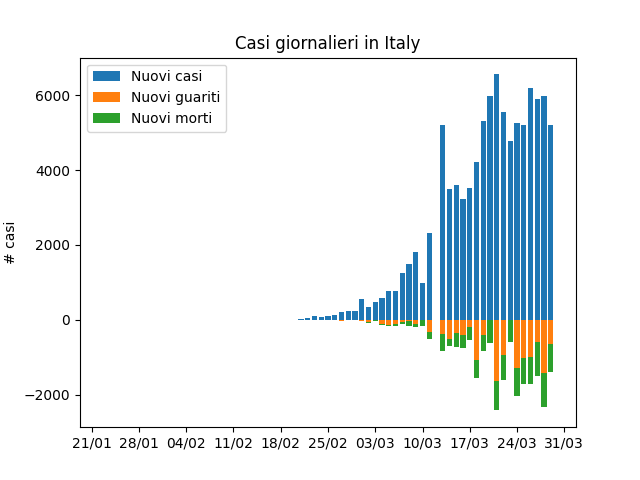 Casi giornalieri in Italy
Nuovi casi
Nuovi guariti
Nuovi morti
# casi
6000
4000
2000
0
−2000
21/01 28/01 04/02 11/02 18/02 25/02 03/03 10/03 17/03 24/03 31/03